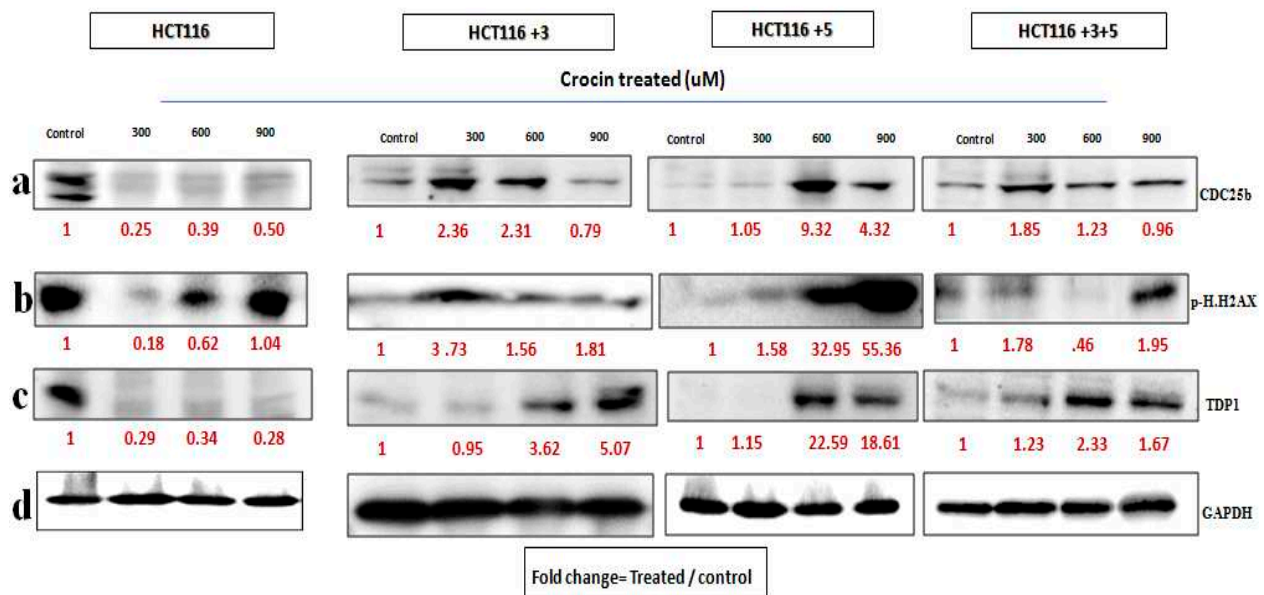 HCT116 HCT116 +3 HCT116 +5 HCT116 +3+5
Crocin treated (uM)
Control 300 600 900 Control 300 600 900 Control 300 600 900 Control 300 600 900
a CDC25b
1 0.25 0.39 0.50 1 2.36 2.31 0.79 1 1.05 9.32 4.32 1 1.85 1.23 0.96
b p-H.H2AX
1 0.18 0.62 1.04 1 3 .73 1.56 1.81 1 1.58 32.95 55.36 1 1.78 .46 1.95
c TDP1
1 0.29 0.34 0.28 1 0.95 3.62 5.07 1 1.15 22.59 18.61 1 1.23 2.33 1.67
d GAPDH
Fold change= Treated / control